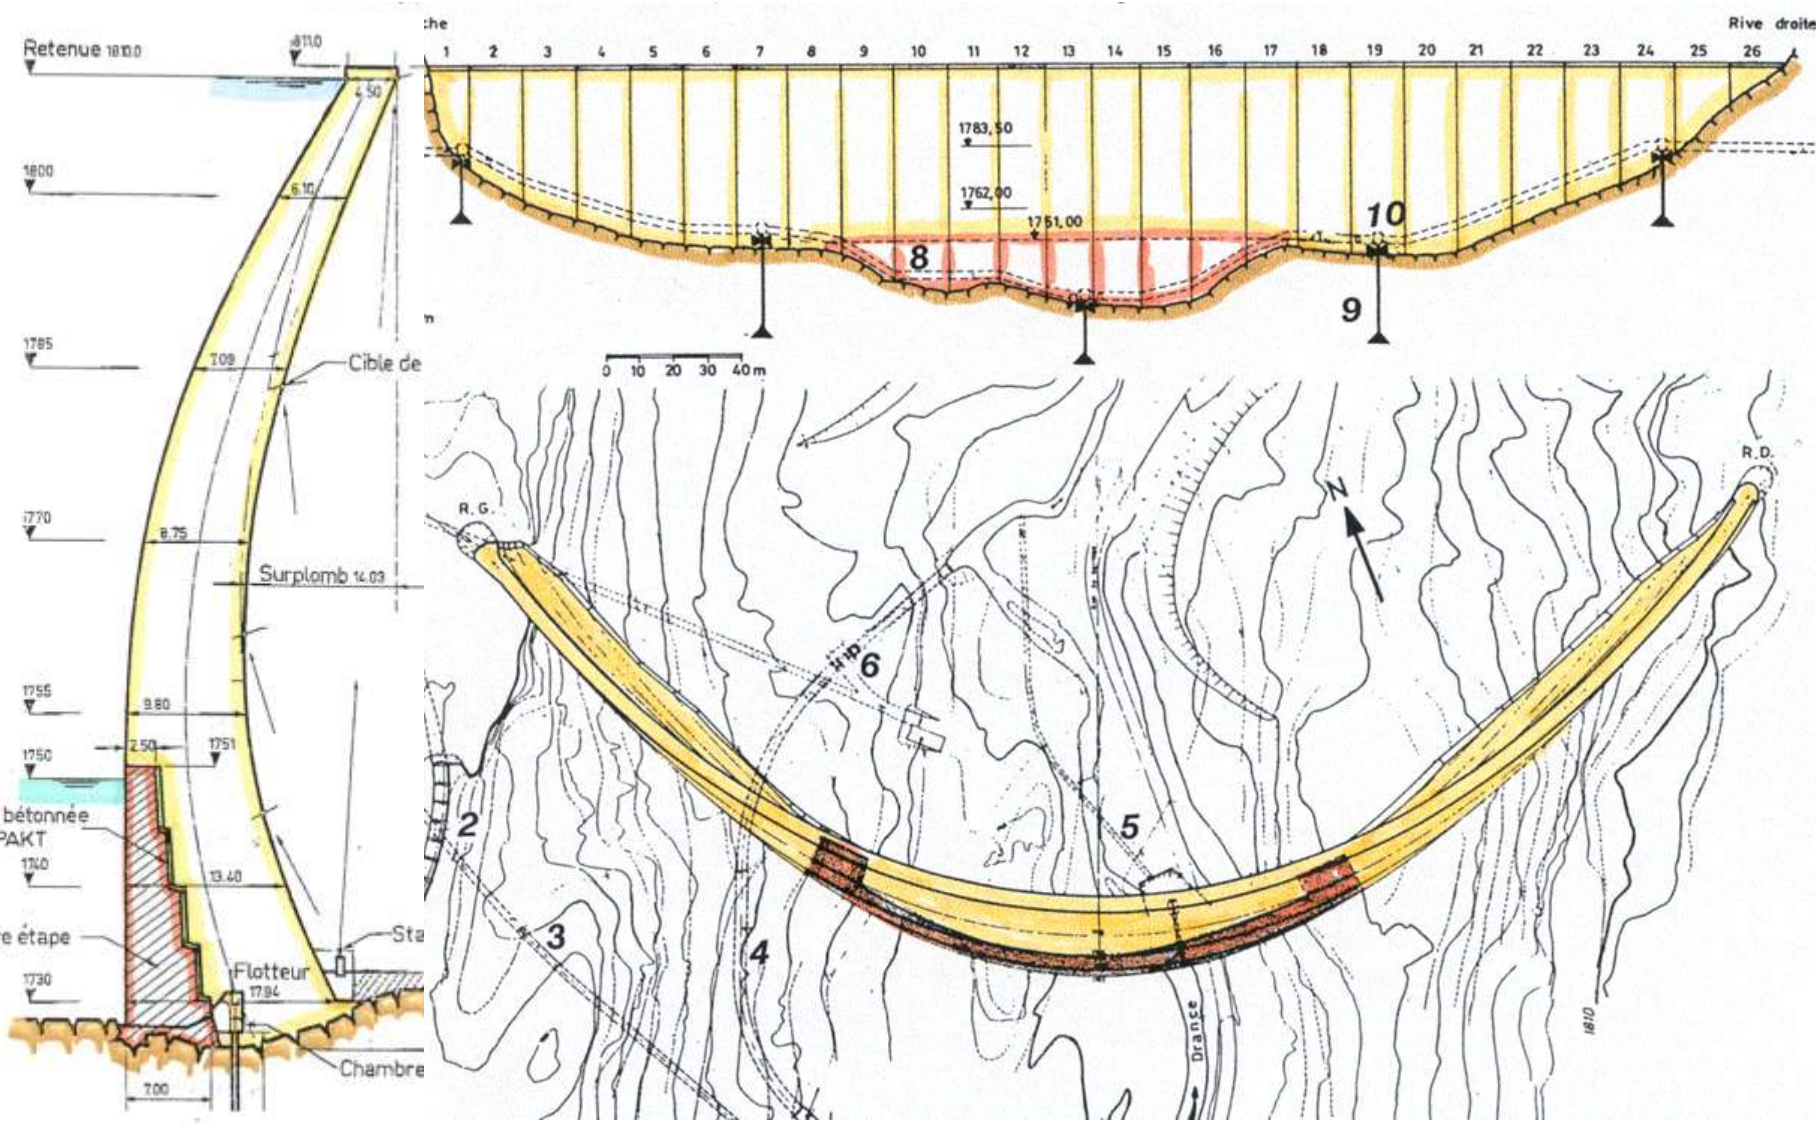 Retenue 1810.0
1811.0
4.50
1800
6.10
1785
7.09
Cible de
1770
8.75
Surplomb 14.03
1755
9.80
2.50
1751
1750
bétonnée
PAKT
1740
13.40
re étape
Sta
Flotteur
1730
17.94
Chambre
7.00
che
Rive droite
1 2 3 4 5 6 7 8 9 10 11 12 13 14 15 16 17 18 19 20 21 22 23 24 25 26
1783,50
1762,00
1751,00
10
8
9
m
0 10 20 30 40 m
R.D.
N
R.G.
6
2
5
3
4
Drance
1810